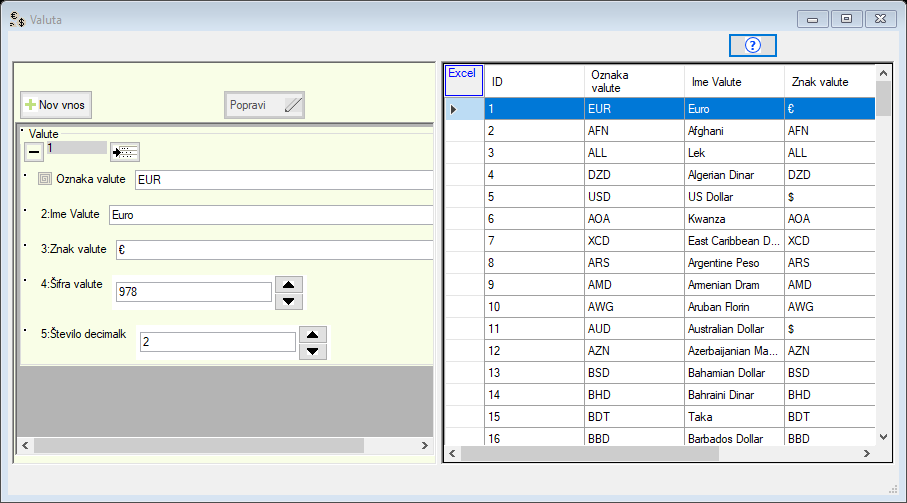 Valuta
Nov vnos
Popravi
Valute
1
Oznaka valute EUR
2:Ime Valute Euro
3:Znak valute €
4:Šifra valute 978
5:Število decimalk 2
Excel ID Oznaka valute Ime Valute Znak valute
1 EUR Euro €
2 AFN Afghani AFN
3 ALL Lek ALL
4 DZD Algerian Dinar DZD
5 USD US Dollar $
6 AOA Kwanza AOA
7 XCD East Caribbean D... XCD
8 ARS Argentine Peso ARS
9 AMD Armenian Dram AMD
10 AWG Aruban Florin AWG
11 AUD Australian Dollar $
12 AZN Azerbaijanian Ma... AZN
13 BSD Bahamian Dollar BSD
14 BHD Bahraini Dinar BHD
15 BDT Taka BDT
16 BBD Barbados Dollar BBD